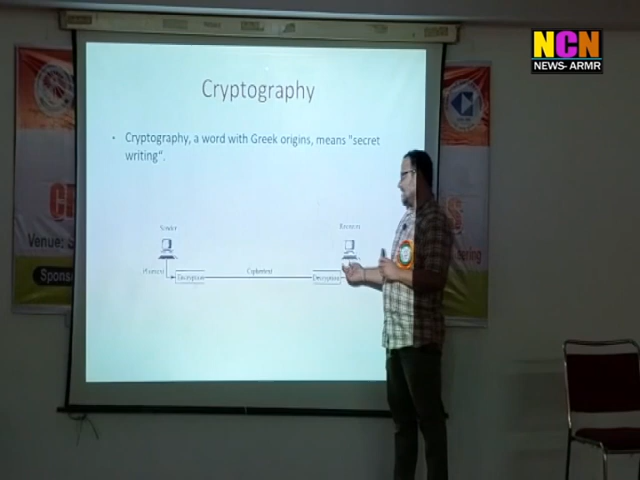 NCN
NEWS- ARMR
Cryptography
• Cryptography, a word with Greek origins, means "secret
writing".
Sender
Receiver
Plaintext
Encryption
Ciphertext
Decryption
Venue: S
Sponso